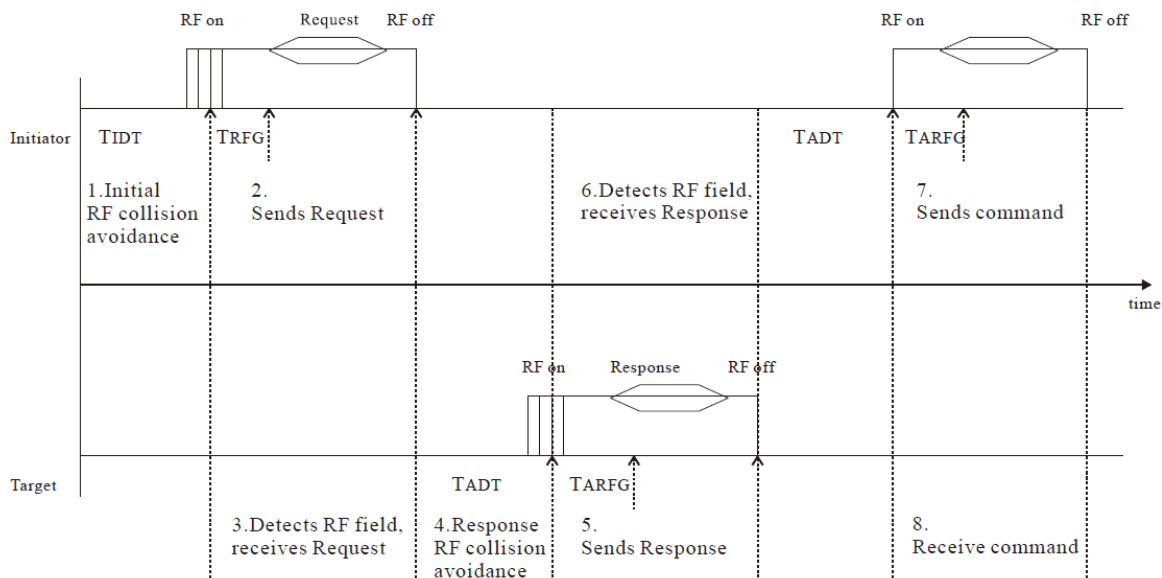 RF on
Request
RF off
RF on
RF off
Initiator
TIDT
TRFG
TADT
TARFG
1.Initial
RF collision
avoidance
2.
Sends Request
6.Detects RF field,
receives Response
7.
Sends command
time
RF on
Response
RF off
Target
TADT
TARFG
3.Detects RF field,
receives Request
4.Response
RF collision
avoidance
5.
Sends Response
8.
Receive command